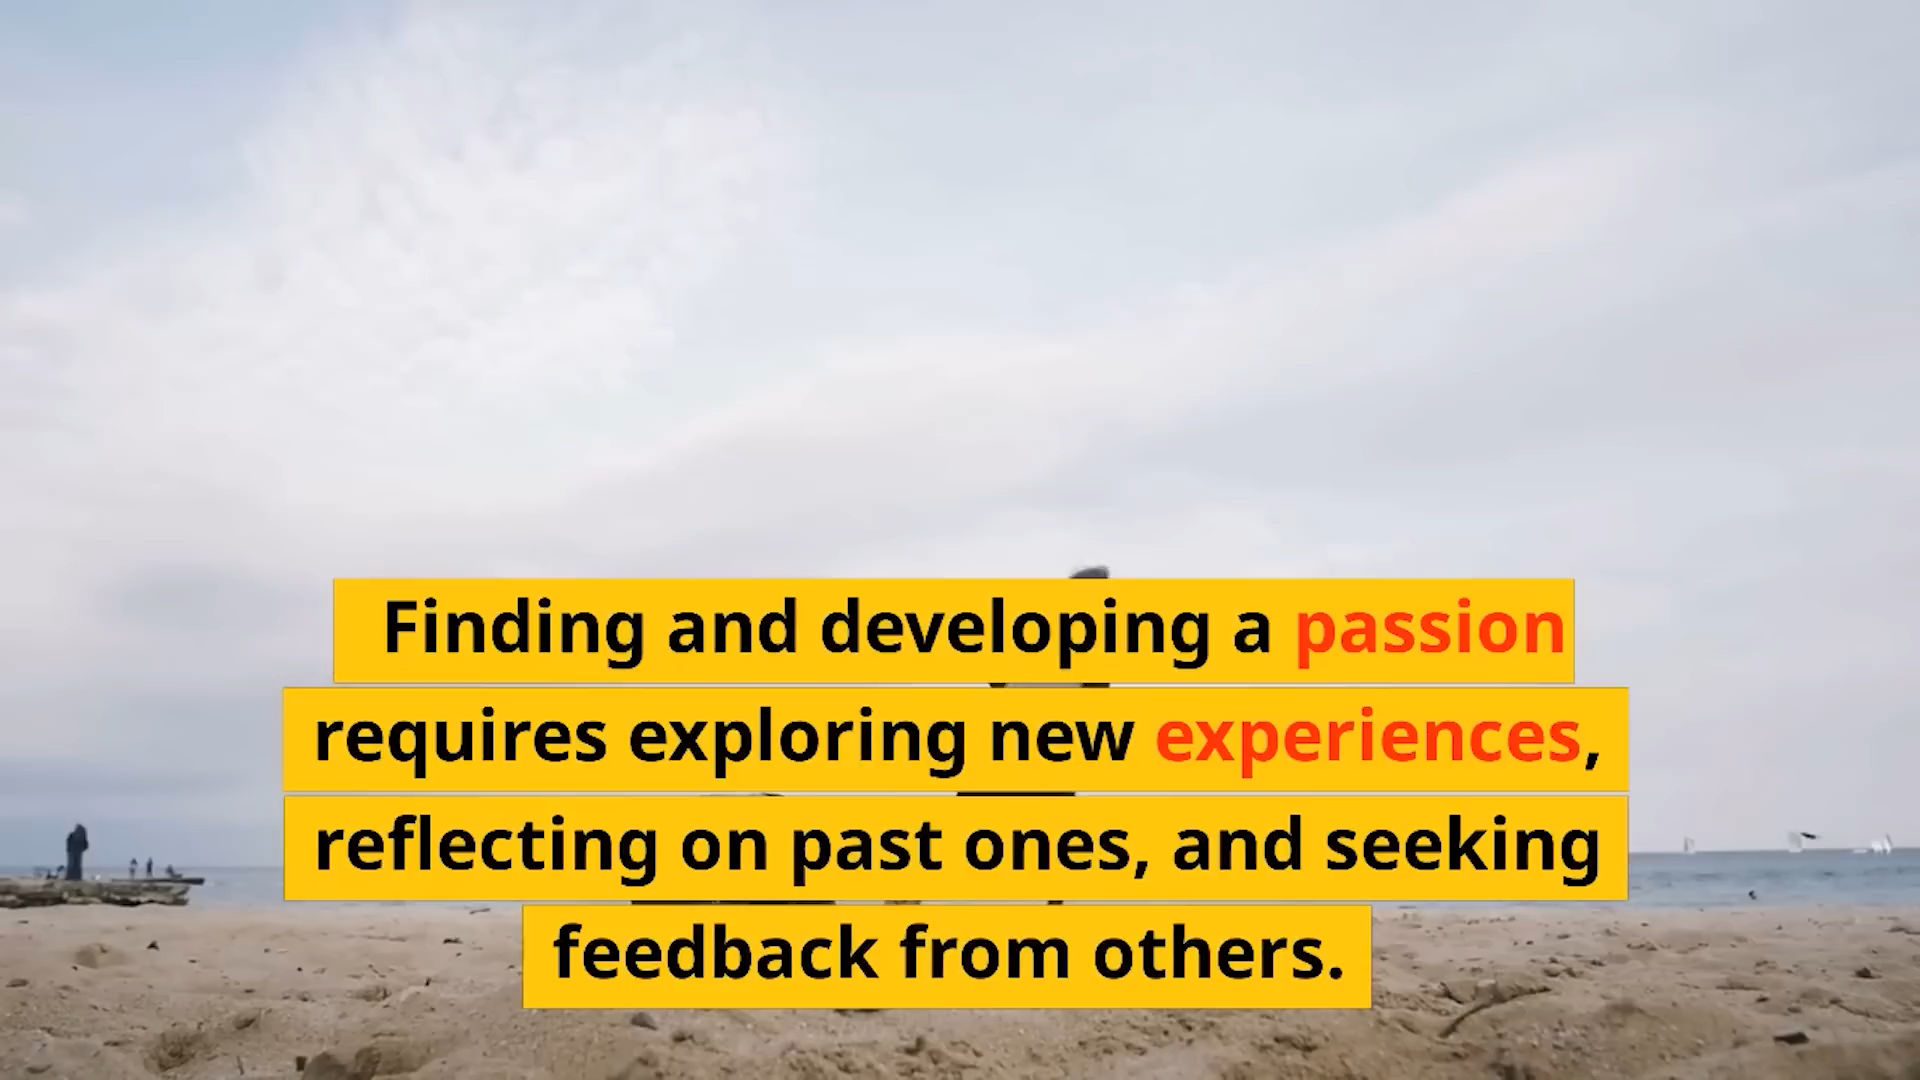 Finding and developing a passion
requires exploring new experiences,
reflecting on past ones, and seeking
feedback from others.